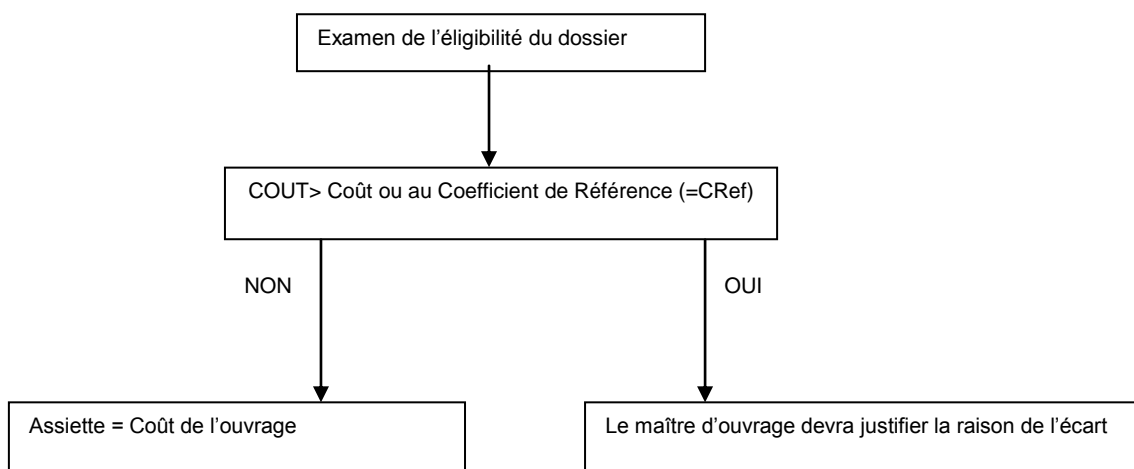 Examen de l’éligibilité du dossier
COUT> Coût ou au Coefficient de Référence (=CRef)
NON
OUI
Assiette = Coût de l’ouvrage
Le maître d’ouvrage devra justifier la raison de l’écart